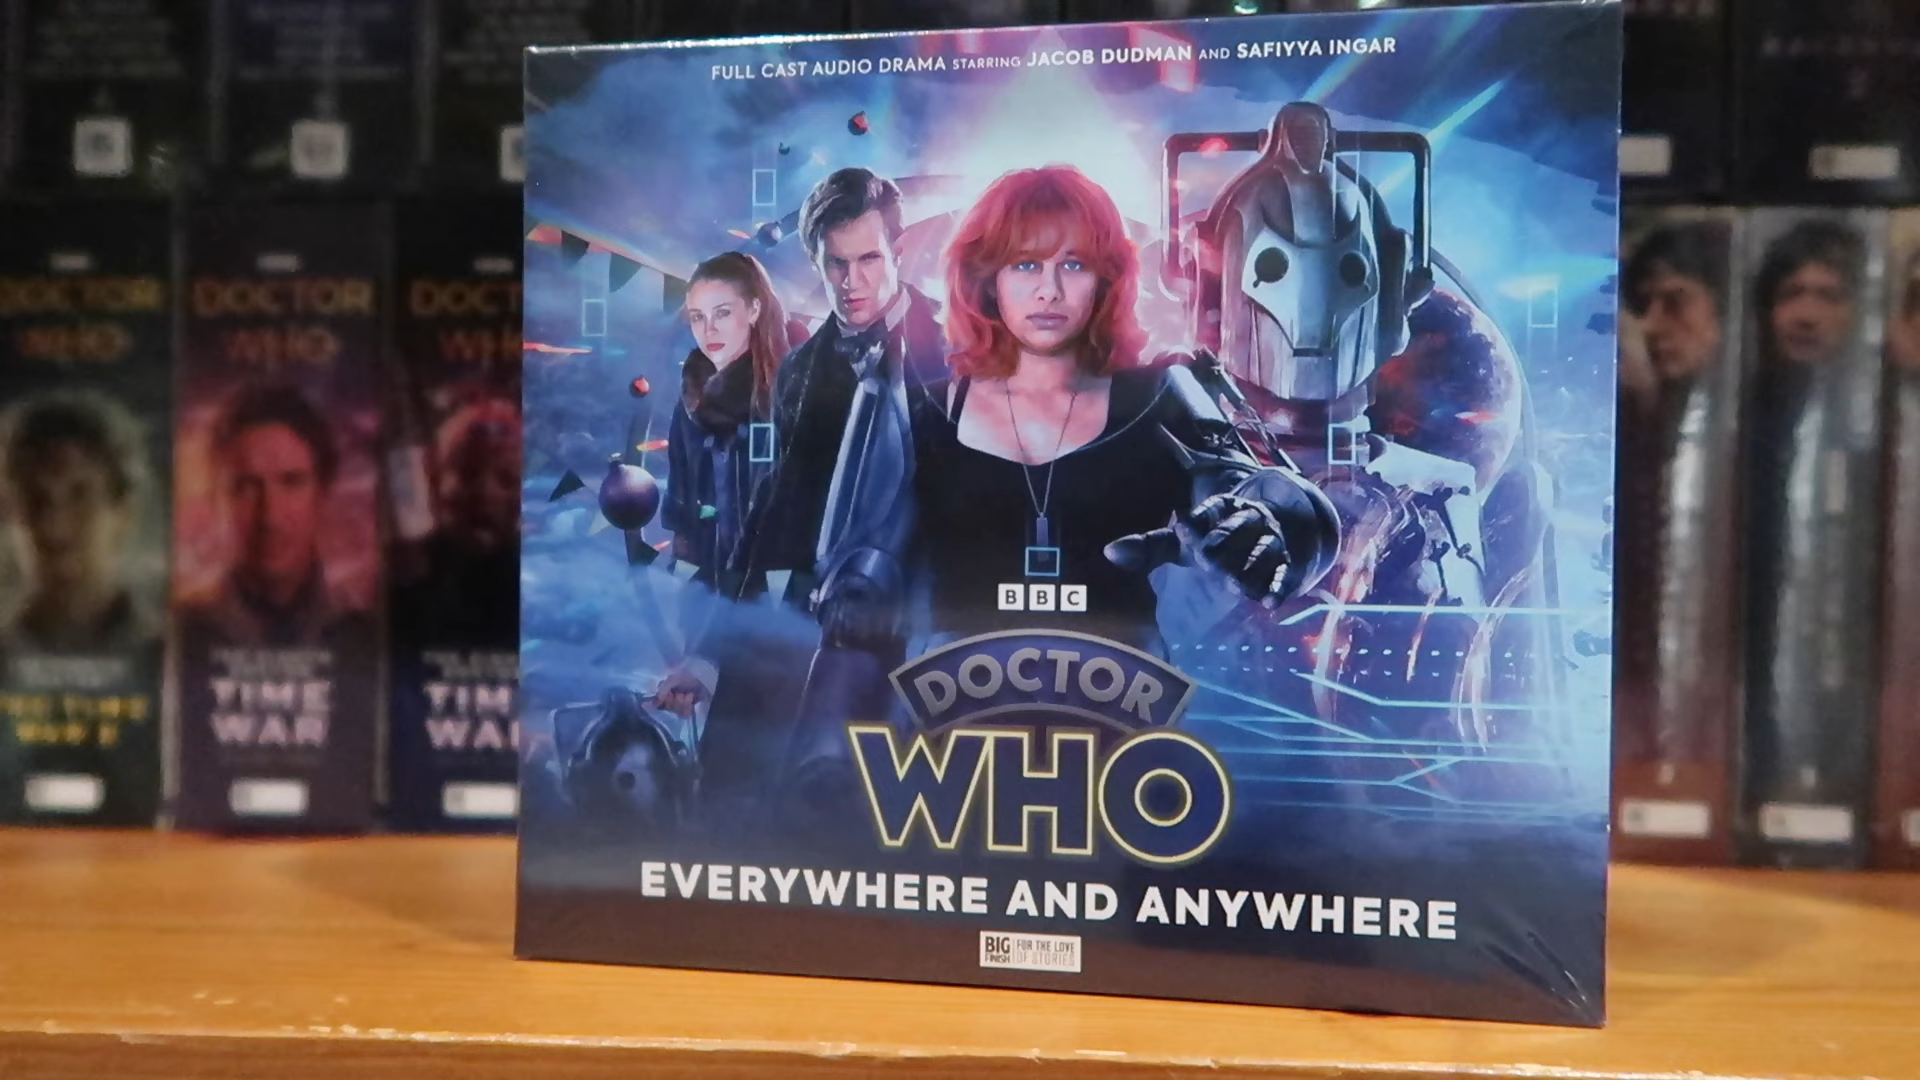 FULL CAST AUDIO DRAMA STARRING JACOB DUDMAN AND SAFIYYA INGAR
BBC
DOCTOR
WHO
EVERYWHERE AND ANYWHERE
BIG FINISH
FOR THE LOVE
OF STORIES
DOCTOR
WHO
DOCTOR
WHO
TIME
WAR
TIME
WAR